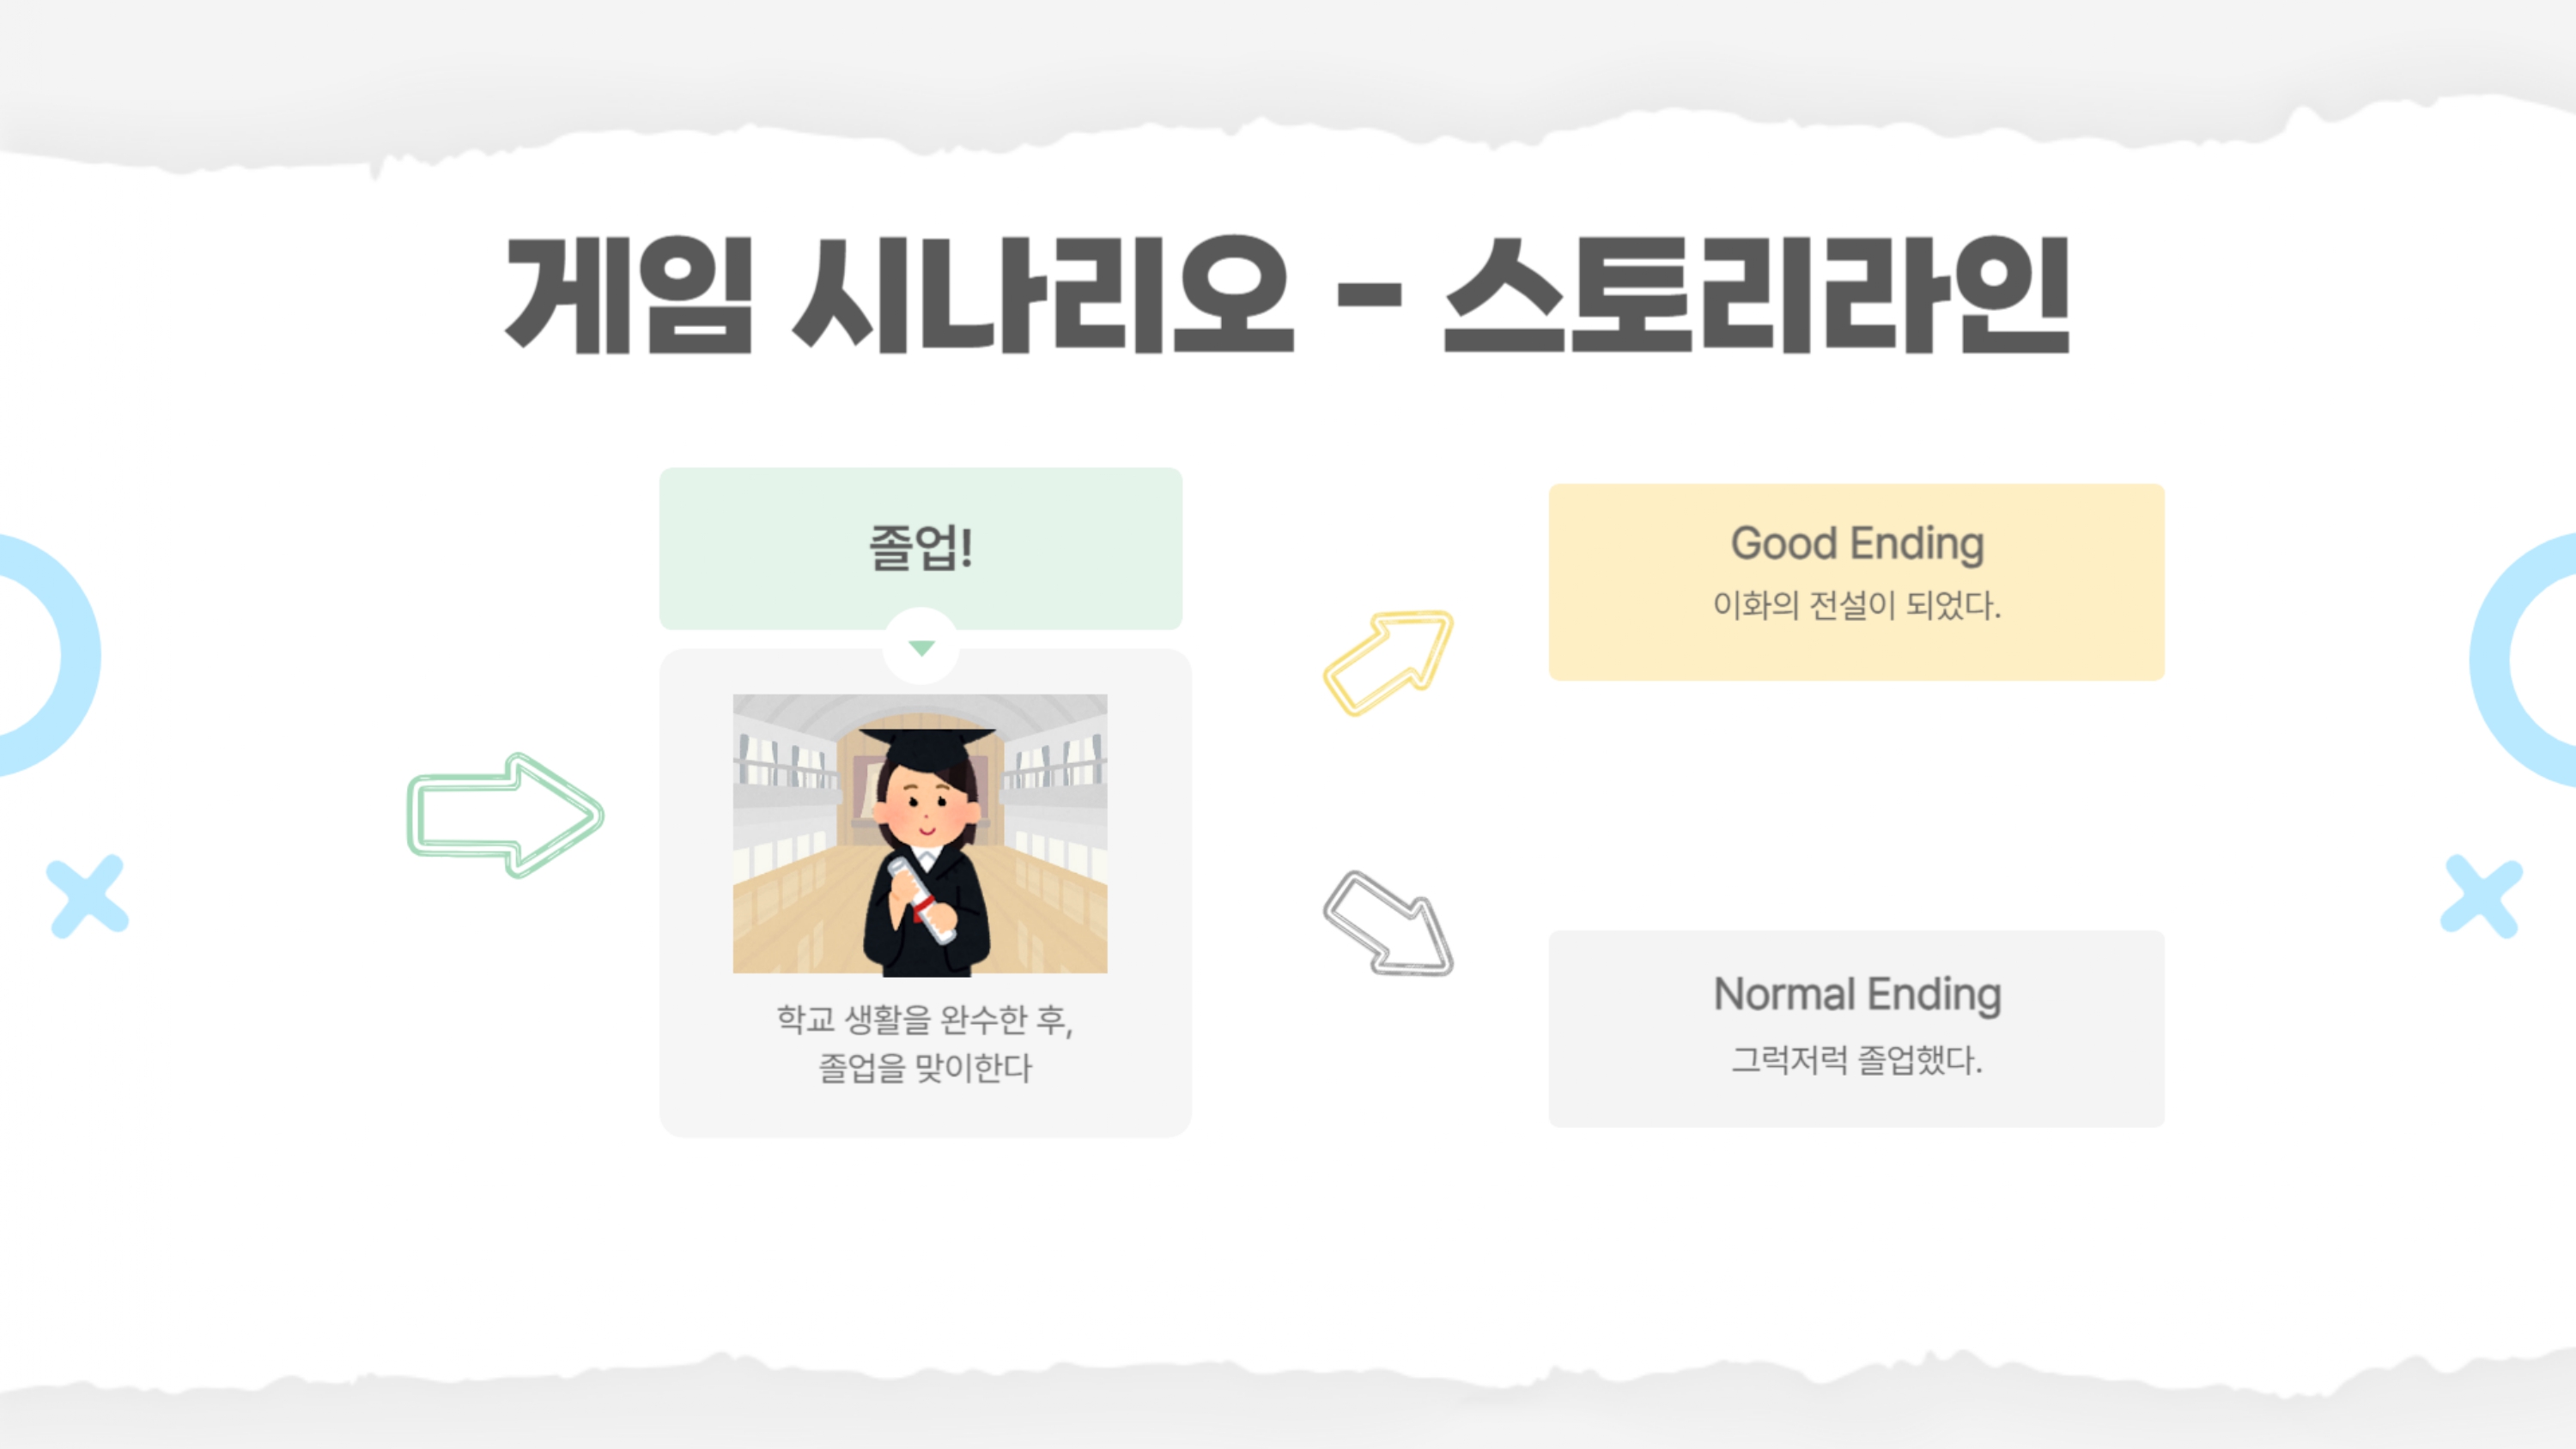 게임 시나리오 - 스토리라인
졸업!
학교 생활을 완수한 후,
졸업을 맞이한다
Good Ending
이화의 전설이 되었다.
Normal Ending
그럭저럭 졸업했다.